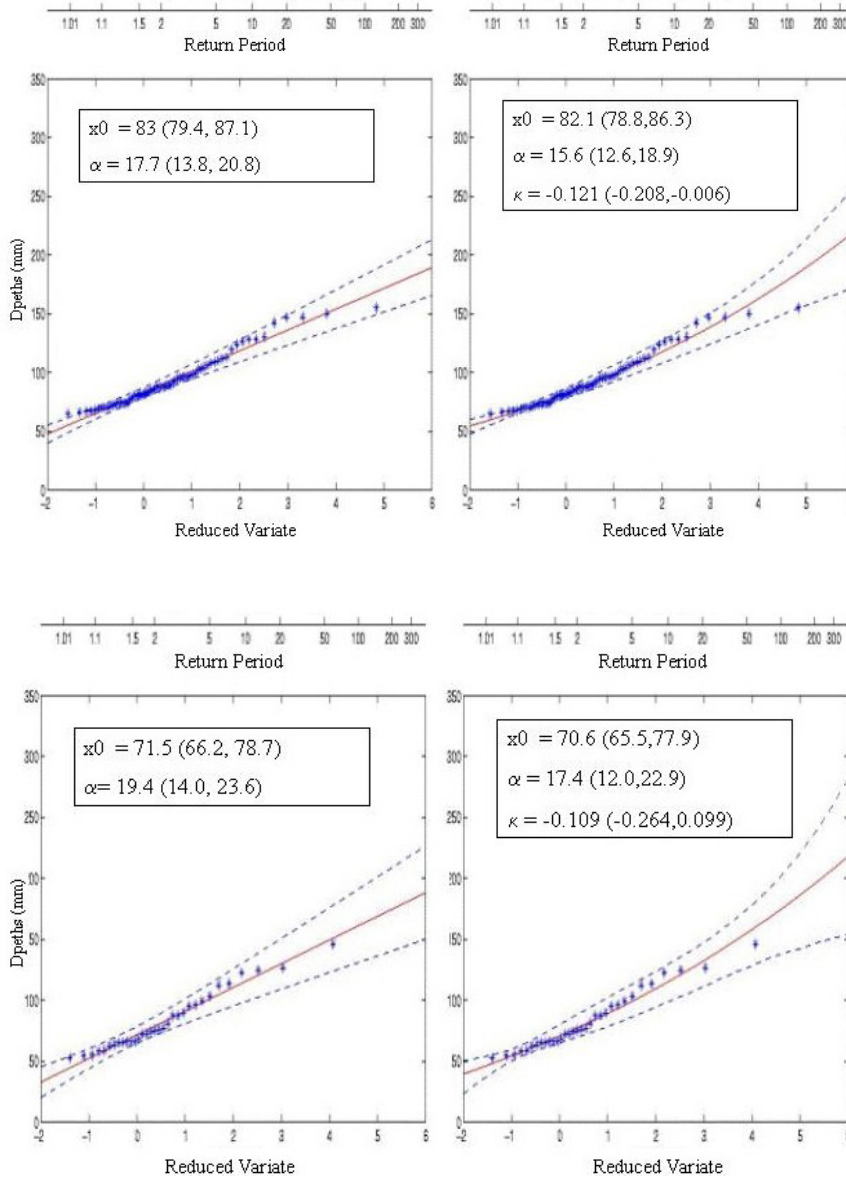 1.01 1.1 1.5 2 5 10 20 50 100 200 300
Return Period
1.01 1.1 1.5 2 5 10 20 50 100 200 300
Return Period
350
300
250
200
150
100
50
0
Dpeths (mm)
x0 = 83 (79.4, 87.1)
α = 17.7 (13.8, 20.8)
-2 -1 0 1 2 3 4 5 6
Reduced Variate
350
300
250
200
150
100
50
0
x0 = 82.1 (78.8,86.3)
α = 15.6 (12.6,18.9)
κ = -0.121 (-0.208,-0.006)
-2 -1 0 1 2 3 4 5
Reduced Variate
1.01 1.1 1.5 2 5 10 20 50 100 200 300
Return Period
1.01 1.1 1.5 2 5 10 20 50 100 200 300
Return Period
350
300
250
200
50
100
50
0
Dpeths (mm)
x0 = 71.5 (66.2, 78.7)
α= 19.4 (14.0, 23.6)
-2 -1 0 1 2 3 4 5 6
Reduced Variate
350
300
250
200
150
100
50
0
x0 = 70.6 (65.5,77.9)
α = 17.4 (12.0,22.9)
κ = -0.109 (-0.264,0.099)
-2 -1 0 1 2 3 4 5 6
Reduced Variate